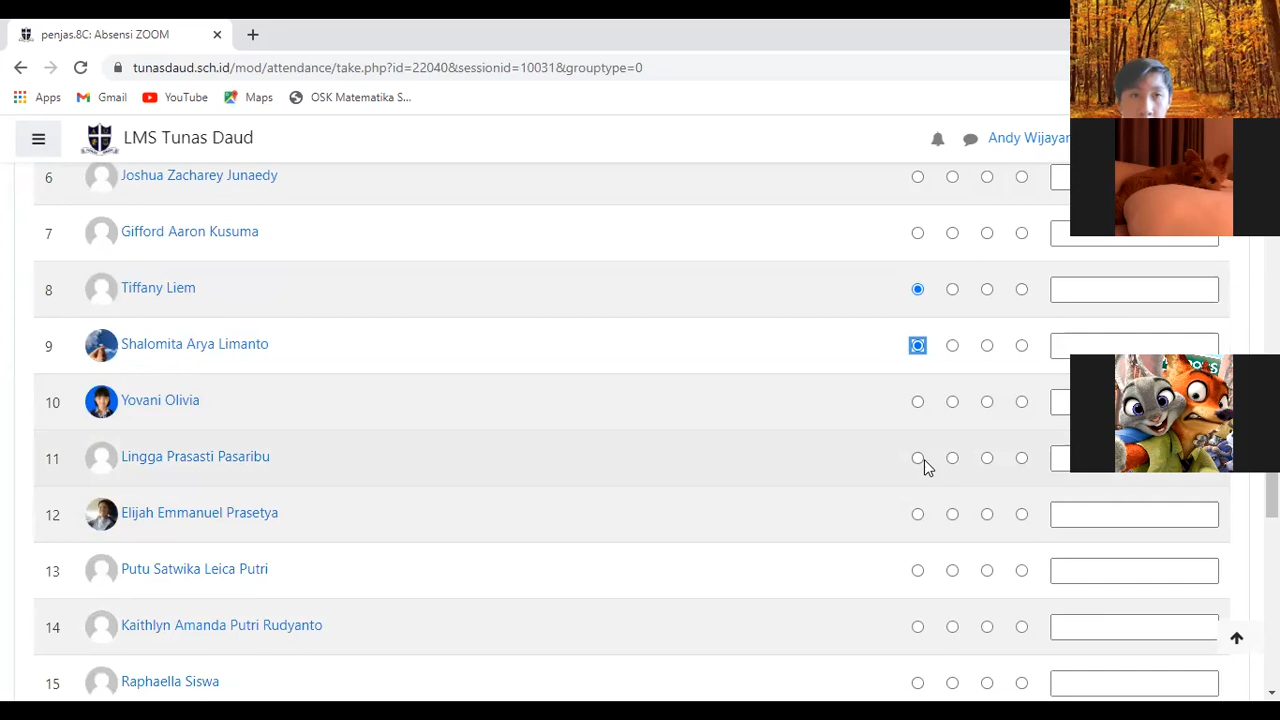 penjas.8C: Absensi ZOOM
tunasdaud.sch.id/mod/attendance/take.php?id=22040&sessionid=10031&grouptype=0
Apps Gmail YouTube Maps OSK Matematika S...
LMS Tunas Daud Andy Wijayan
6 Joshua Zacharey Junaedy
7 Gifford Aaron Kusuma
8 Tiffany Liem
9 Shalomita Arya Limanto
10 Yovani Olivia
11 Lingga Prasasti Pasaribu
12 Elijah Emmanuel Prasetya
13 Putu Satwika Leica Putri
14 Kaithlyn Amanda Putri Rudyanto
15 Raphaella Siswa